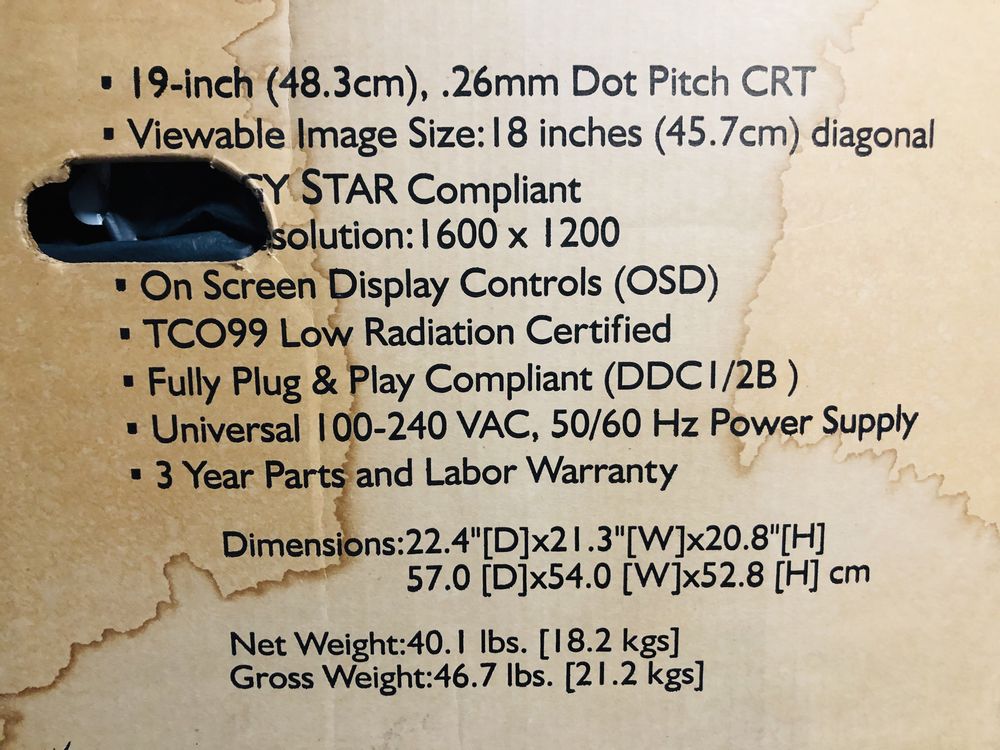 ▪ 19-inch (48.3cm), .26mm Dot Pitch CRT
▪ Viewable Image Size:18 inches (45.7cm) diagonal
STAR Compliant
1600 x 1200
▪ On Screen Display Controls (OSD)
▪ TCO99 Low Radiation Certified
▪ Fully Plug & Play Compliant (DDC1/2B )
▪ Universal 100-240 VAC, 50/60 Hz Power Supply
▪ 3 Year Parts and Labor Warranty
Dimensions:22.4"[D]x21.3"[W]x20.8"[H]
57.0 [D]x54.0 [W]x52.8 [H] cm
Net Weight:40.1 lbs. [18.2 kgs]
Gross Weight:46.7 lbs. [21.2 kgs]